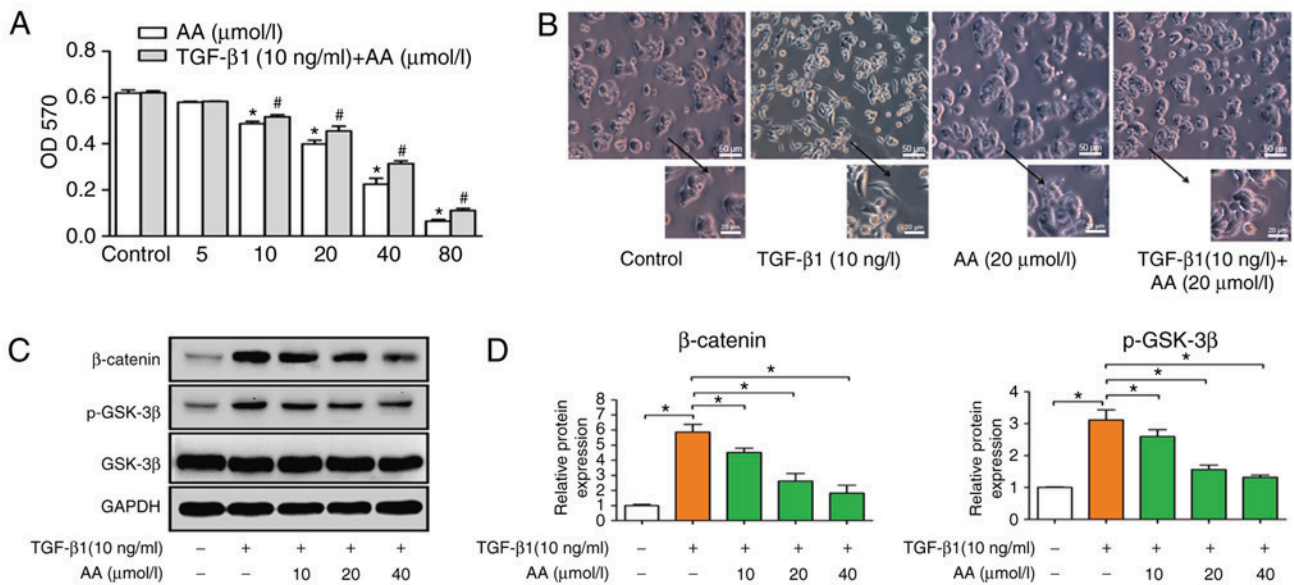 A
AA (μmol/l)
TGF-β1 (10 ng/ml)+AA (μmol/l)
OD 570
0.8
0.6
0.4
0.2
0.0
* # * # * # * #
Control 5 10 20 40 80
B
50 μm 50 μm 50 μm 50 μm
20 μm 20 μm 20 μm 20 μm
Control TGF-β1 (10 ng/l) AA (20 μmol/l) TGF-β1(10 ng/l)+
AA (20 μmol/l)
C
β-catenin
p-GSK-3β
GSK-3β
GAPDH
TGF-β1(10 ng/ml) – + + + +
AA (μmol/l) – – 10 20 40
D
β-catenin
Relative protein
expression
8
7
6
5
4
2
1
0
* * * *
TGF-β1(10 ng/ml) – + + + +
AA (μmol/l) – – 10 20 40
p-GSK-3β
Relative protein
expression
4
3
2
1
0
* * * *
TGF-β1(10 ng/ml) – + + + +
AA (μmol/l) – – 10 20 40